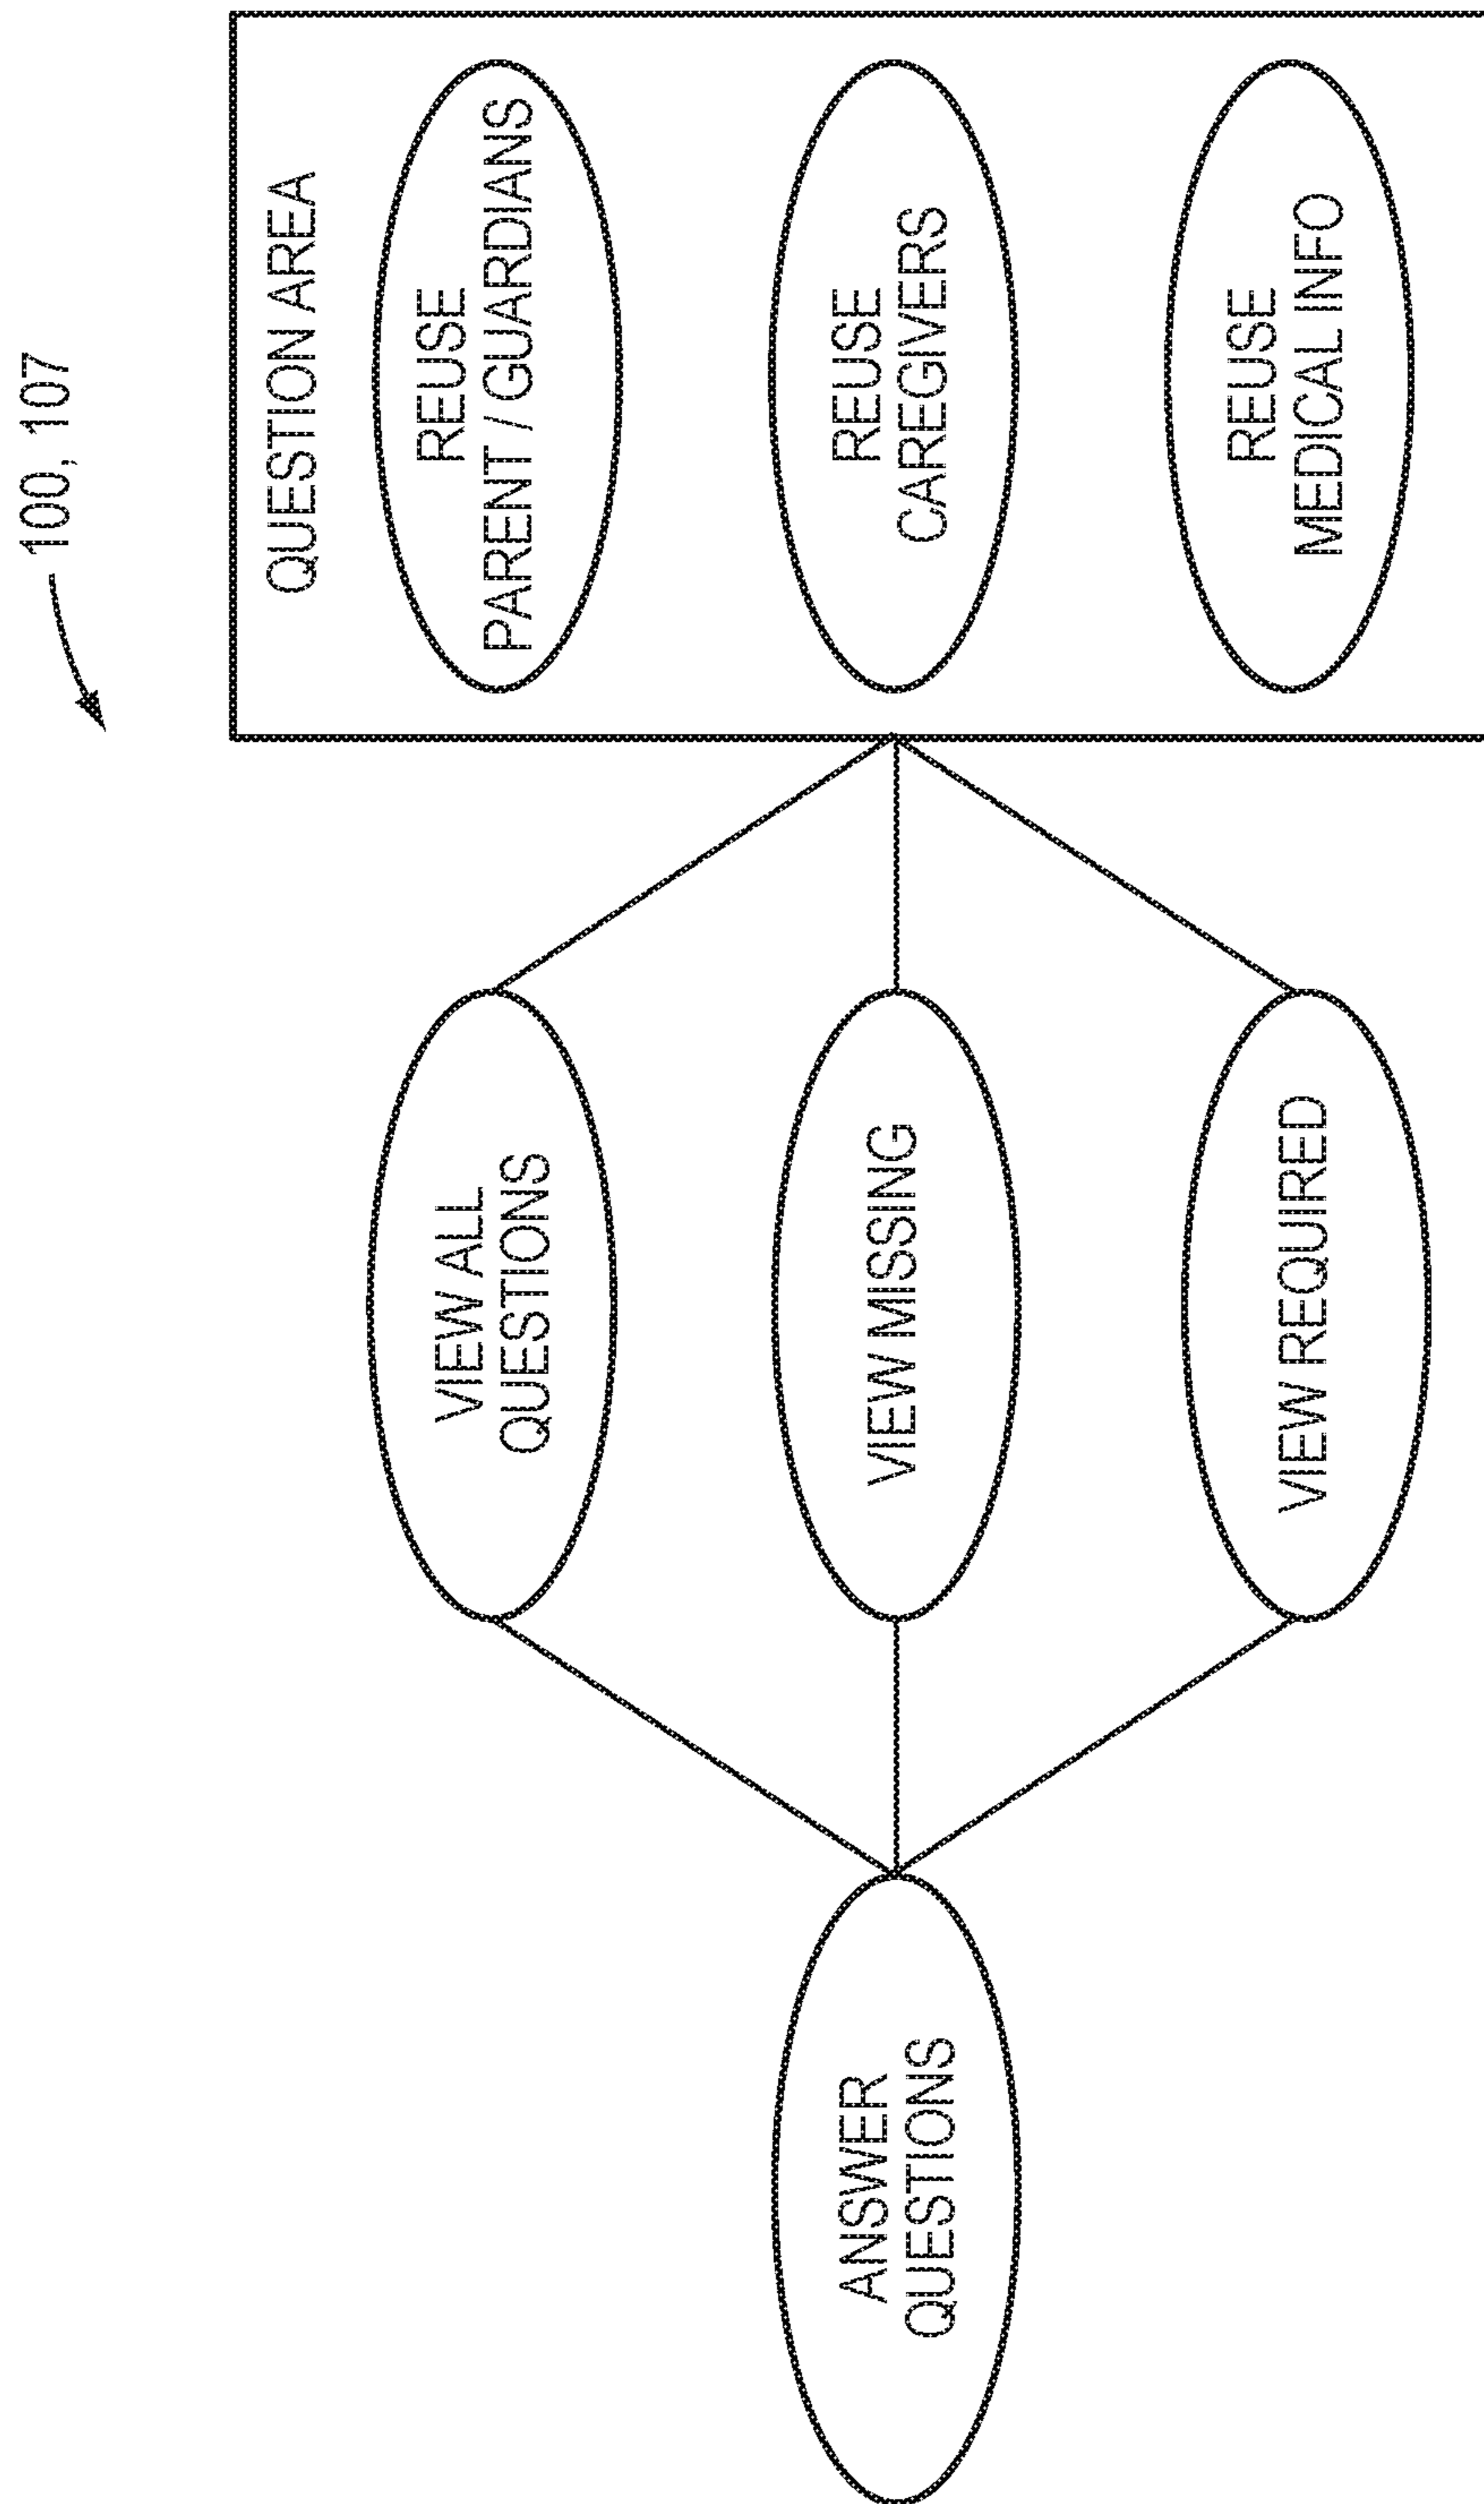 100, 107
QUESTION AREA
REUSE
PARENT / GUARDIANS
REUSE
CAREGIVERS
REUSE
MEDICAL INFO
VIEW ALL
QUESTIONS
VIEW MISSING
VIEW REQUIRED
ANSWER
QUESTIONS